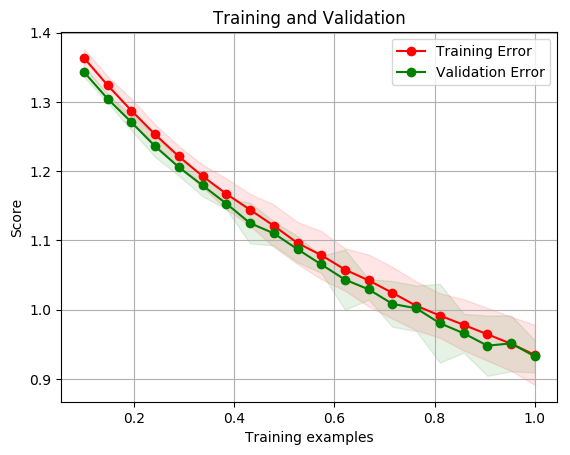 Training and Validation
Training Error
Validation Error
Score
1.4
1.3
1.2
1.1
1.0
0.9
0.2
0.4
0.6
0.8
1.0
Training examples